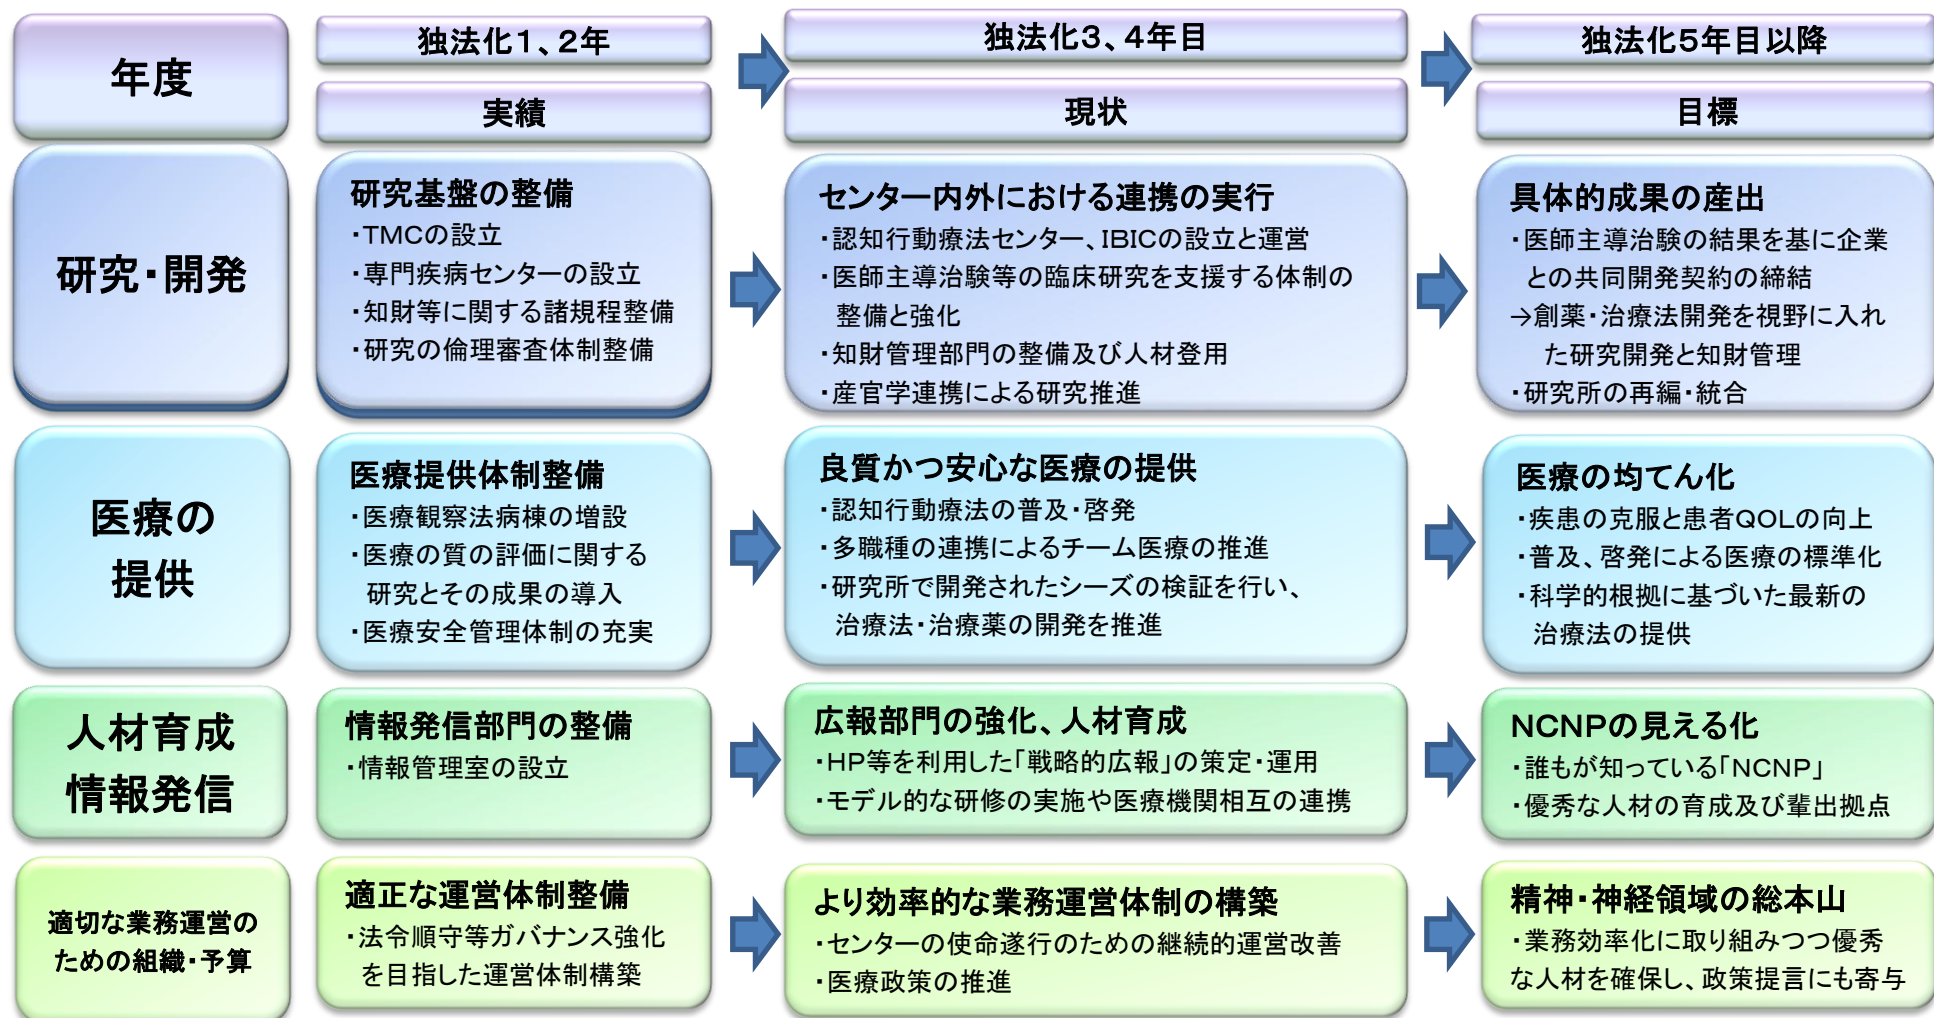 年度
独法化1、2年
独法化3、4年目
独法化5年目以降
実績
現状
目標
研究・開発
研究基盤の整備
・TMCの設立
・専門疾病センターの設立
・知財等に関する諸規程整備
・研究の倫理審査体制整備
センター内外における連携の実行
・認知行動療法センター、IBICの設立と運営
・医師主導治験等の臨床研究を支援する体制の
整備と強化
・知財管理部門の整備及び人材登用
・産官学連携による研究推進
具体的成果の産出
・医師主導治験の結果を基に企業
との共同開発契約の締結
→創薬・治療法開発を視野に入れ
た研究開発と知財管理
・研究所の再編・統合
医療の
提供
医療提供体制整備
・医療観察法病棟の増設
・医療の質の評価に関する
研究とその成果の導入
・医療安全管理体制の充実
良質かつ安心な医療の提供
・認知行動療法の普及・啓発
・多職種の連携によるチーム医療の推進
・研究所で開発されたシーズの検証を行い、
治療法・治療薬の開発を推進
医療の均てん化
・疾患の克服と患者QOLの向上
・普及、啓発による医療の標準化
・科学的根拠に基づいた最新の
治療法の提供
人材育成
情報発信
情報発信部門の整備
・情報管理室の設立
広報部門の強化、人材育成
・HP等を利用した「戦略的広報」の策定・運用
・モデル的な研修の実施や医療機関相互の連携
NCNPの見える化
・誰もが知っている「NCNP」
・優秀な人材の育成及び輩出拠点
適切な業務運営の
ための組織・予算
適正な運営体制整備
・法令順守等ガバナンス強化
を目指した運営体制構築
より効率的な業務運営体制の構築
・センターの使命遂行のための継続的運営改善
・医療政策の推進
精神・神経領域の総本山
・業務効率化に取り組みつつ優秀
な人材を確保し、政策提言にも寄与